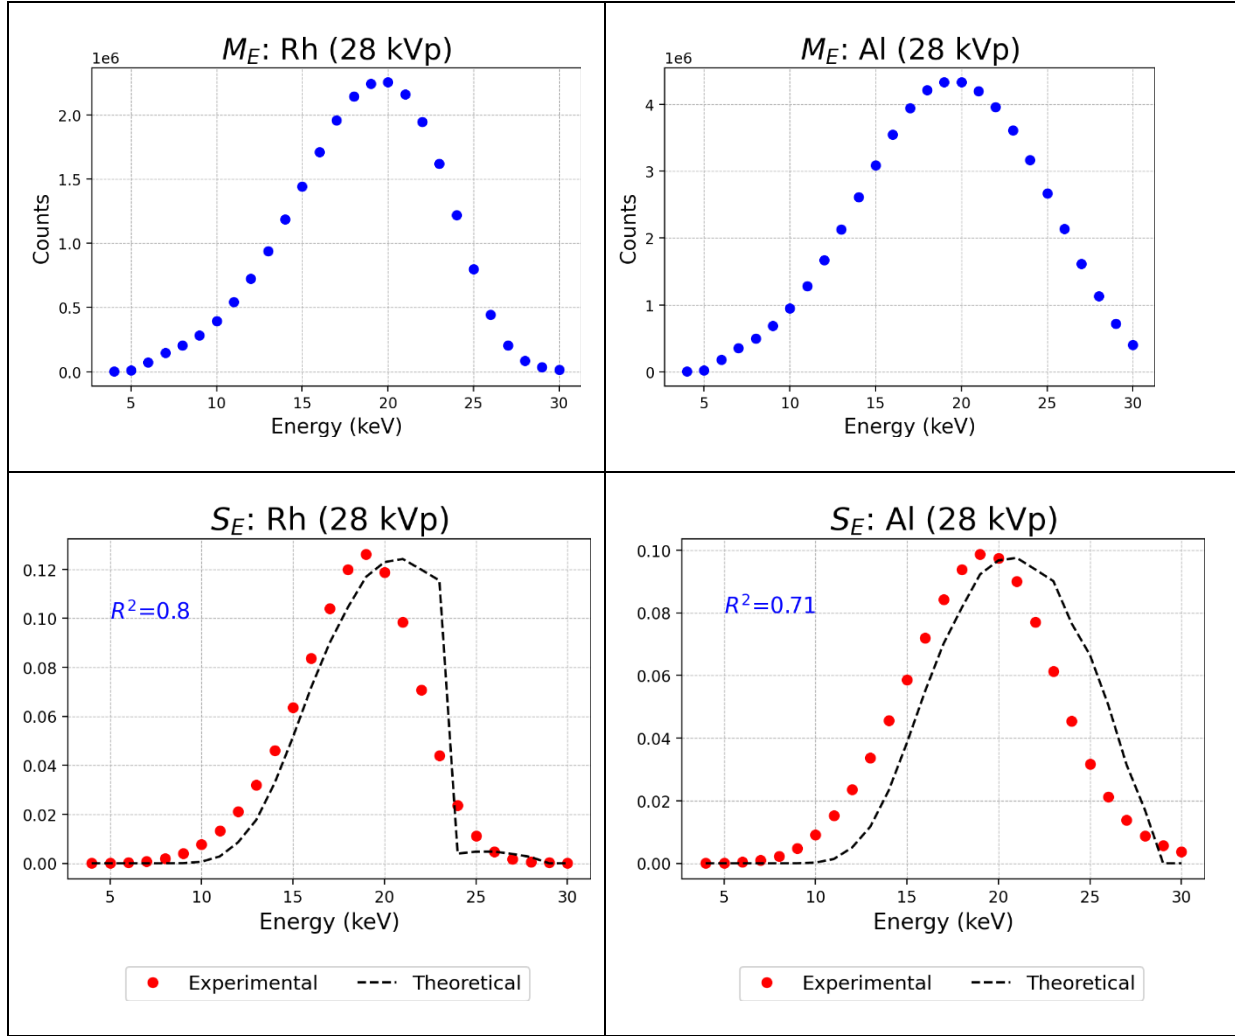 M_E: Rh (28 kVp)
1e6
Counts
2.0
1.5
1.0
0.5
0.0
5 10 15 20 25 30
Energy (keV)
M_E: Al (28 kVp)
1e6
Counts
4
3
2
1
0
5 10 15 20 25 30
Energy (keV)
S_E: Rh (28 kVp)
R²=0.8
0.12
0.10
0.08
0.06
0.04
0.02
0.00
5 10 15 20 25 30
Energy (keV)
Experimental Theoretical
S_E: Al (28 kVp)
R²=0.71
0.10
0.08
0.06
0.04
0.02
0.00
5 10 15 20 25 30
Energy (keV)
Experimental Theoretical